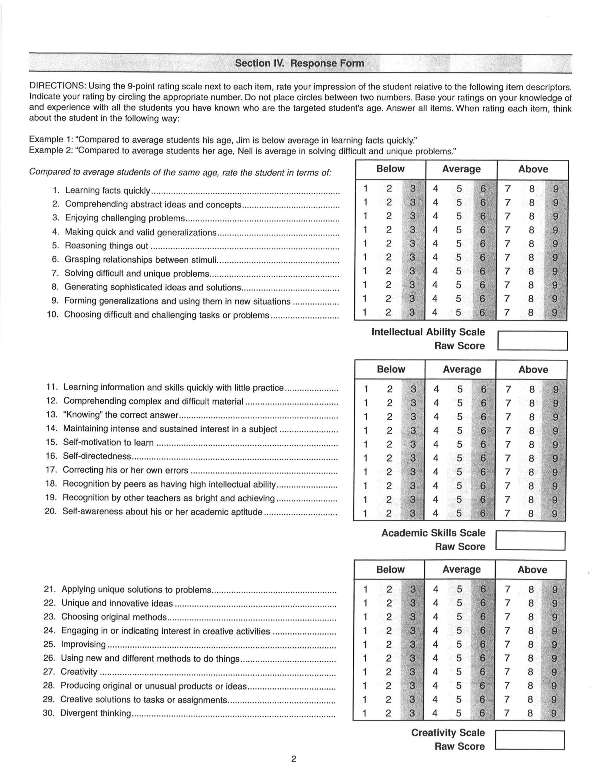 Section IV. Response Form
DIRECTIONS: Using the 9-point rating scale next to each item, rate your impression of the student relative to the following item descriptors.
Indicate your rating by circling the appropriate number. Do not place circles between two numbers. Base your ratings on your knowledge of
and experience with all the students you have known who are the targeted student's age. Answer all items. When rating each item, think
about the student in the following way:
Example 1: "Compared to average students his age, Jim is below average in learning facts quickly."
Example 2: "Compared to average students her age, Nell is average in solving difficult and unique problems."
Compared to average students of the same age, rate the student in terms of: Below Average Above
1. Learning facts quickly 1 2 3 4 5 6 7 8 9
2. Comprehending abstract ideas and concepts 1 2 3 4 5 6 7 8 9
3. Enjoying challenging problems 1 2 3 4 5 6 7 8 9
4. Making quick and valid generalizations 1 2 3 4 5 6 7 8 9
5. Reasoning things out 1 2 3 4 5 6 7 8 9
6. Grasping relationships between stimuli 1 2 3 4 5 6 7 8 9
7. Solving difficult and unique problems 1 2 3 4 5 6 7 8 9
8. Generating sophisticated ideas and solutions 1 2 3 4 5 6 7 8 9
9. Forming generalizations and using them in new situations 1 2 3 4 5 6 7 8 9
10. Choosing difficult and challenging tasks or problems 1 2 3 4 5 6 7 8 9
Intellectual Ability Scale
Raw Score
Below Average Above
11. Learning information and skills quickly with little practice 1 2 3 4 5 6 7 8 9
12. Comprehending complex and difficult material 1 2 3 4 5 6 7 8 9
13. "Knowing" the correct answer 1 2 3 4 5 6 7 8 9
14. Maintaining intense and sustained interest in a subject 1 2 3 4 5 6 7 8 9
15. Self-motivation to learn 1 2 3 4 5 6 7 8 9
16. Self-directedness 1 2 3 4 5 6 7 8 9
17. Correcting his or her own errors 1 2 3 4 5 6 7 8 9
18. Recognition by peers as having high intellectual ability 1 2 3 4 5 6 7 8 9
19. Recognition by other teachers as bright and achieving 1 2 3 4 5 6 7 8 9
20. Self-awareness about his or her academic aptitude 1 2 3 4 5 6 7 8 9
Academic Skills Scale
Raw Score
Below Average Above
21. Applying unique solutions to problems 1 2 3 4 5 6 7 8 9
22. Unique and innovative ideas 1 2 3 4 5 6 7 8 9
23. Choosing original methods 1 2 3 4 5 6 7 8 9
24. Engaging in or indicating interest in creative activities 1 2 3 4 5 6 7 8 9
25. Improvising 1 2 3 4 5 6 7 8 9
26. Using new and different methods to do things 1 2 3 4 5 6 7 8 9
27. Creativity 1 2 3 4 5 6 7 8 9
28. Producing original or unusual products or ideas 1 2 3 4 5 6 7 8 9
29. Creative solutions to tasks or assignments 1 2 3 4 5 6 7 8 9
30. Divergent thinking 1 2 3 4 5 6 7 8 9
Creativity Scale
Raw Score
2